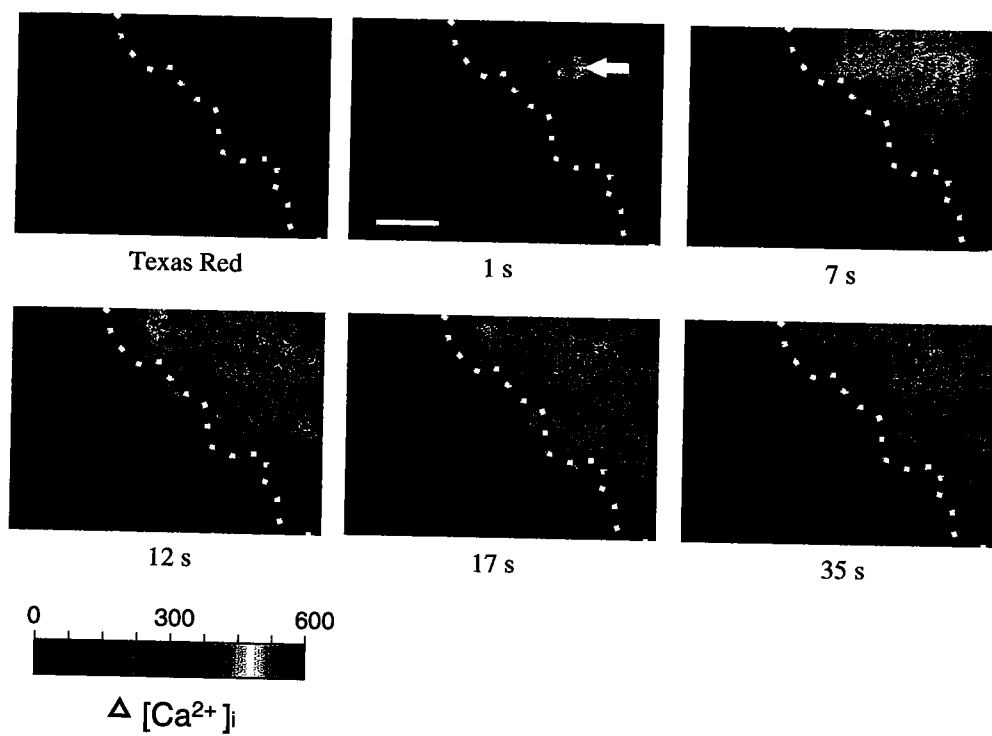 Texas Red
1 s
7 s
12 s
17 s
35 s
0 300 600
Δ [Ca²⁺]i